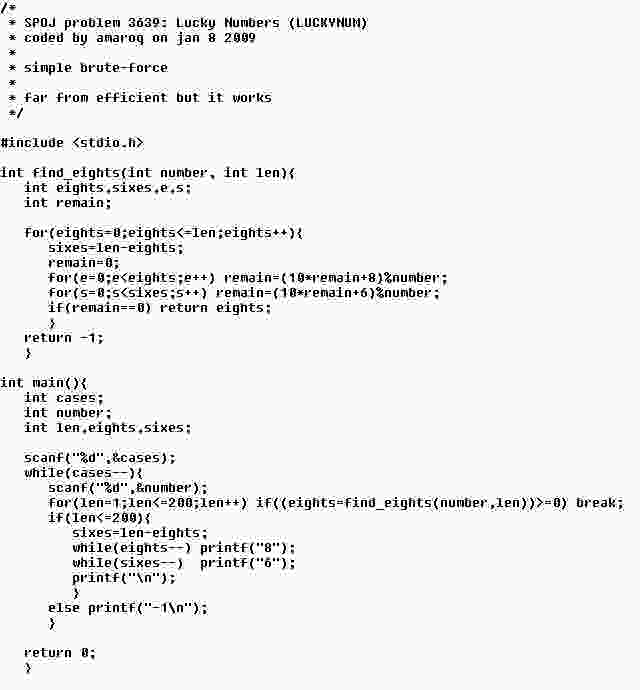 /*
 * SPOJ problem 3639: Lucky Numbers (LUCKYNUM)
 * coded by amaroq on jan 8 2009
 *
 * simple brute-force
 *
 * far from efficient but it works
 */

#include <stdio.h>

int find_eights(int number, int len){
   int eights,sixes,e,s;
   int remain;

   for(eights=0;eights<=len;eights++){
      sixes=len-eights;
      remain=0;
      for(e=0;e<eights;e++) remain=(10*remain+8)%number;
      for(s=0;s<sixes;s++) remain=(10*remain+6)%number;
      if(remain==0) return eights;
      }
   return -1;
   }

int main(){
   int cases;
   int number;
   int len,eights,sixes;

   scanf("%d",&cases);
   while(cases--){
      scanf("%d",&number);
      for(len=1;len<=200;len++) if((eights=find_eights(number,len))>=0) break;
      if(len<=200){
         sixes=len-eights;
         while(eights--) printf("8");
         while(sixes--)  printf("6");
         printf("\n");
         }
      else printf("-1\n");
      }

   return 0;
   }